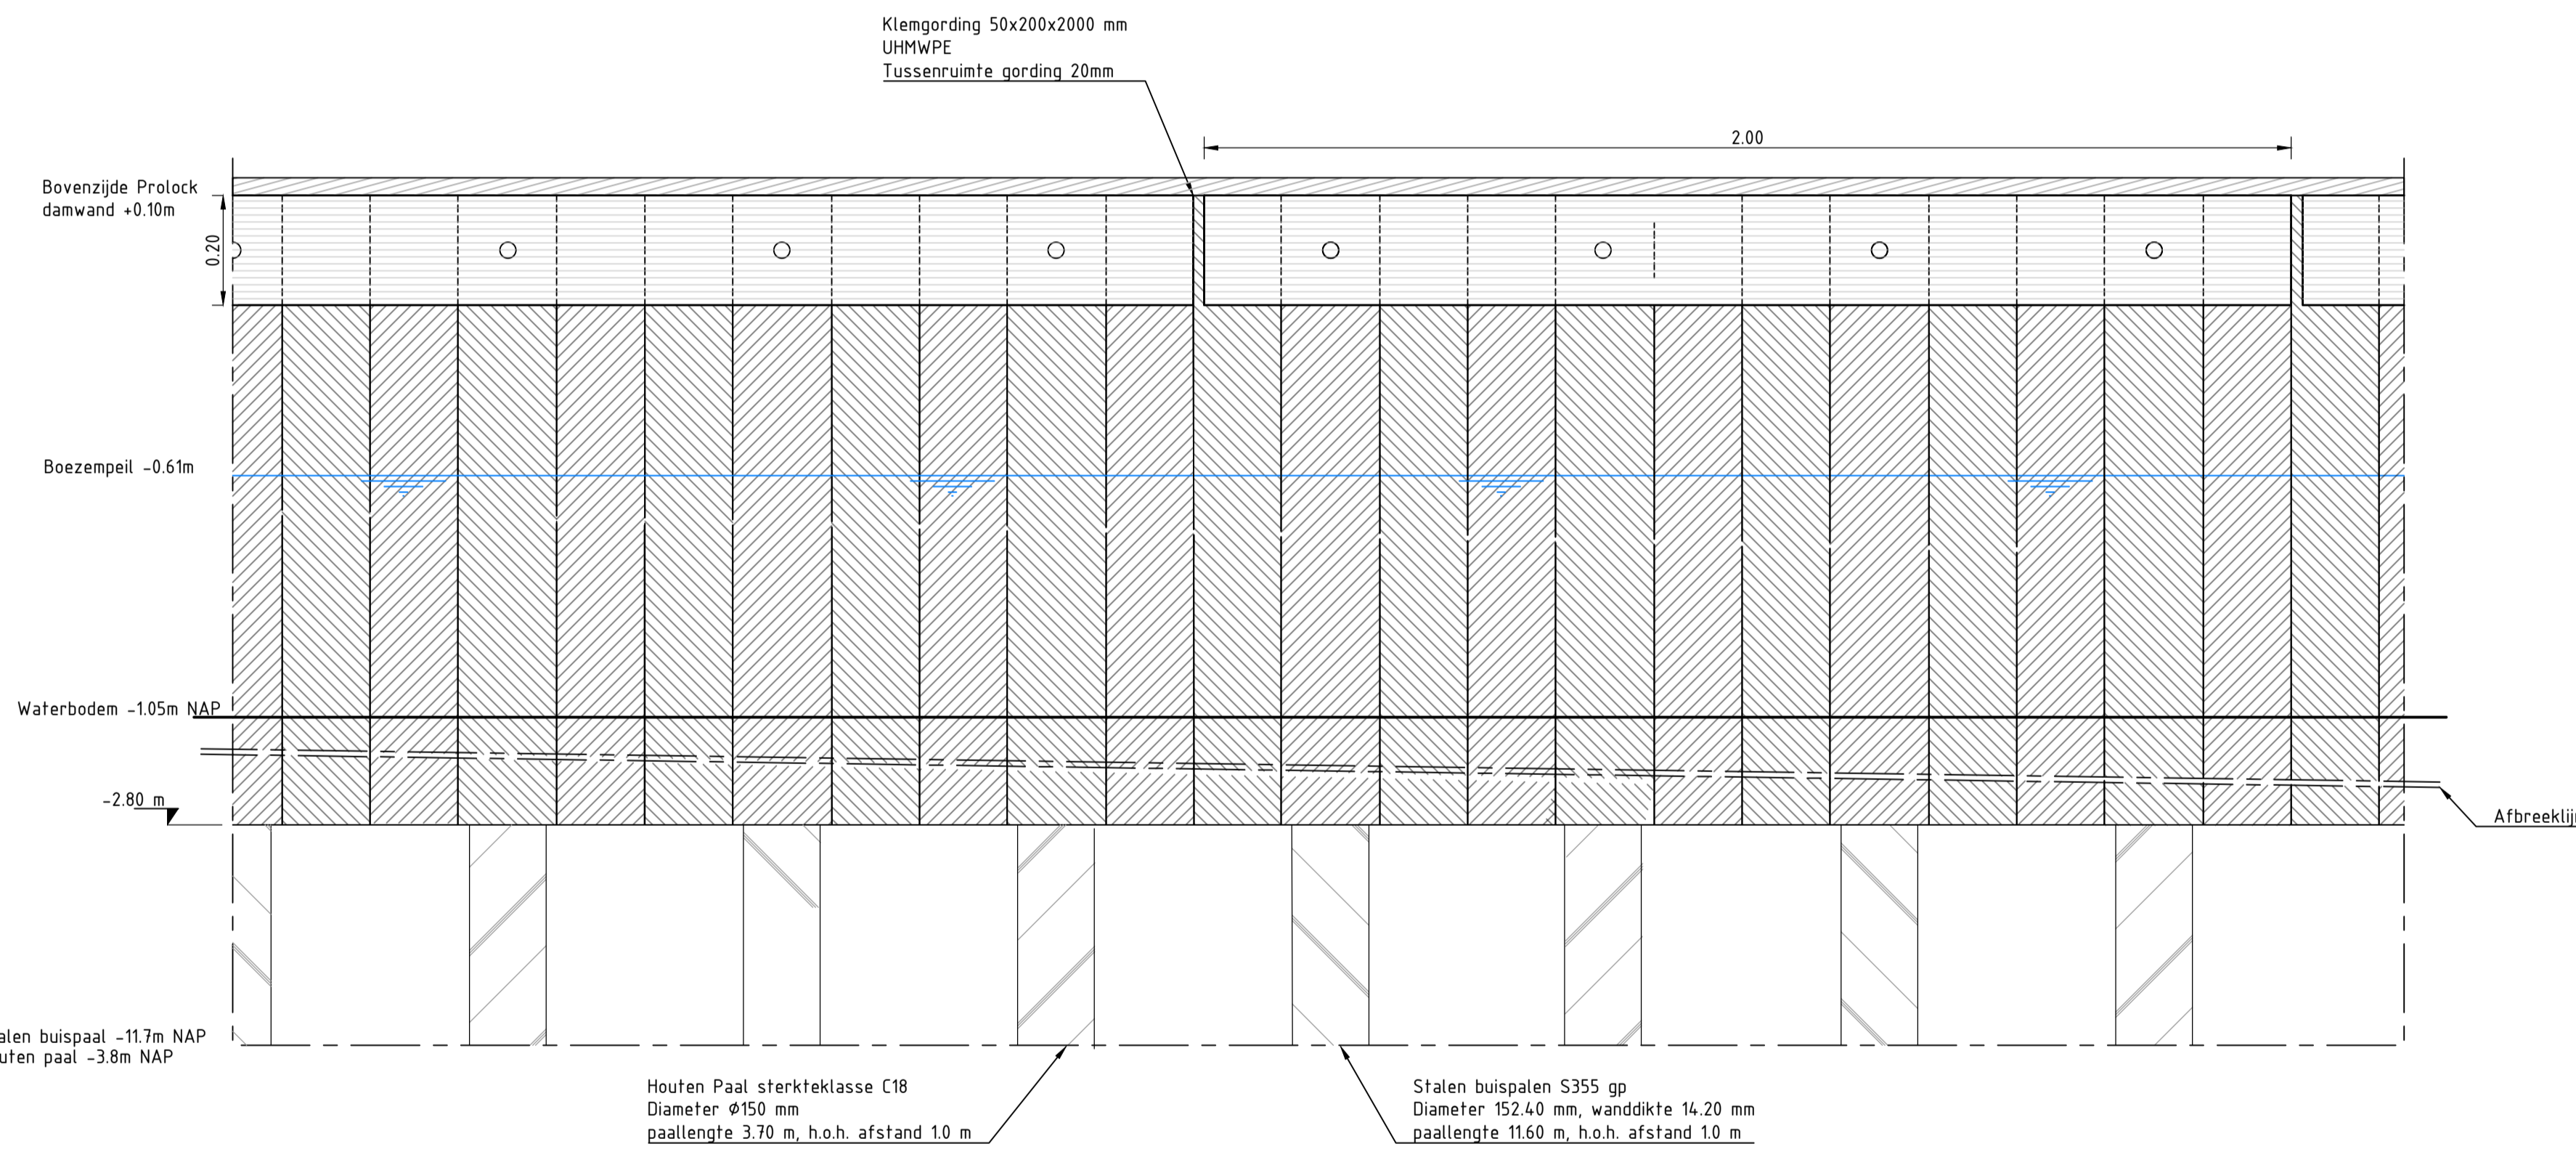 Klemgording 50x200x2000 mm
UHMWPE
Tussenruimte gording 20mm
2.00
Bovenzijde Prolock
damwand +0.10m
0.20
Boezempeil -0.61m
Waterbodem -1.05m NAP
-2.80 m
Afbreeklij
alen buispaal -11.7m NAP
uten paal -3.8m NAP
Houten Paal sterkteklasse C18
Diameter Ø150 mm
paallengte 3.70 m, h.o.h. afstand 1.0 m
Stalen buispalen S355 gp
Diameter 152.40 mm, wanddikte 14.20 mm
paallengte 11.60 m, h.o.h. afstand 1.0 m